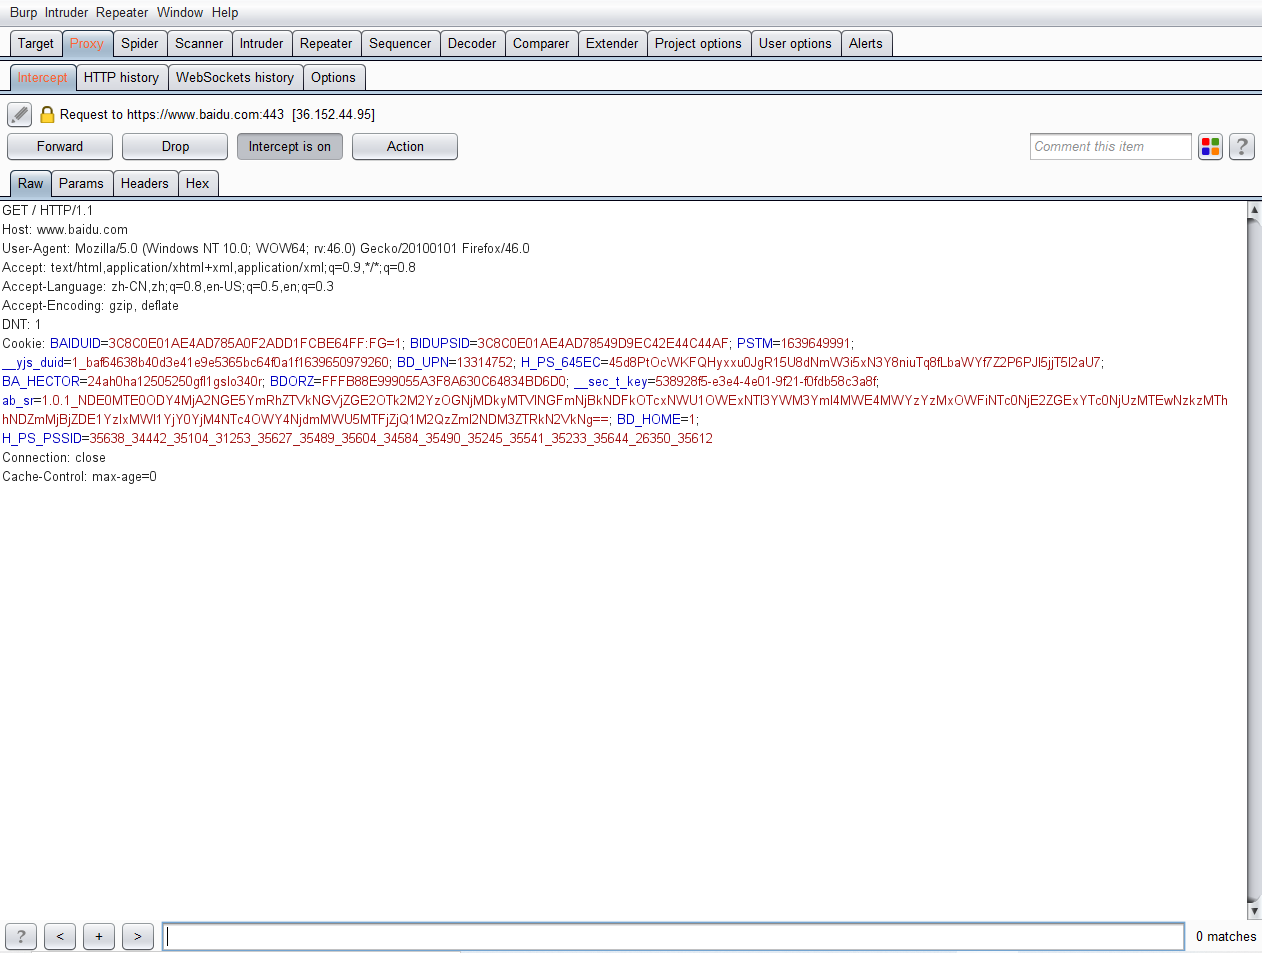 Burp Intruder Repeater Window Help
Target Proxy Spider Scanner Intruder Repeater Sequencer Decoder Comparer Extender Project options User options Alerts
Intercept HTTP history WebSockets history Options
Request to https://www.baidu.com:443 [36.152.44.95]
Forward Drop Intercept is on Action Comment this item ?
Raw Params Headers Hex
GET / HTTP/1.1
Host: www.baidu.com
User-Agent: Mozilla/5.0 (Windows NT 10.0; WOW64; rv:46.0) Gecko/20100101 Firefox/46.0
Accept: text/html,application/xhtml+xml,application/xml;q=0.9,*/*;q=0.8
Accept-Language: zh-CN,zh;q=0.8,en-US;q=0.5,en;q=0.3
Accept-Encoding: gzip, deflate
DNT: 1
Cookie: BAIDUID=3C8C0E01AE4AD785A0F2ADD1FCBE64FF:FG=1; BIDUPSID=3C8C0E01AE4AD78549D9EC42E44C44AF; PSTM=1639649991;
__yjs_duid=1_baf64638b40d3e41e9e5365bc64f0a1f1639650979260; BD_UPN=13314752; H_PS_645EC=45d8PtOcWKFQHyxxu0JgR15U8dNmW3i5xN3Y8niuTq8fLbaWYf7Z2P6PJI5jjT5I2aU7;
BA_HECTOR=24ah0ha12505250gfl1gslo340r; BDORZ=FFFB88E999055A3F8A630C64834BD6D0; __sec_t_key=538928f5-e3e4-4e01-9f21-f0fdb58c3a8f;
ab_sr=1.0.1_NDE0MTE0ODY4MjA2NGE5YmRhZTVkNGVjZGE2OTk2M2YzOGNjMDkyMTVlNGFmNjBkNDFkOTcxNWU1OWExNTI3YWM3YmI4MWE4MWYzYzMxOWFiNTc0NjE2ZGExYTc0NjUzMTEwNzkzMTh
hNDZmMjBjZDE1YzIxMWI1YjY0YjM4NTc4OWY4NjdmMWU5MTFjZjQ1M2QzZmI2NDM3ZTRkN2VkNg==; BD_HOME=1;
H_PS_PSSID=35638_34442_35104_31253_35627_35489_35604_34584_35490_35245_35541_35233_35644_26350_35612
Connection: close
Cache-Control: max-age=0
? < + > 0 matches